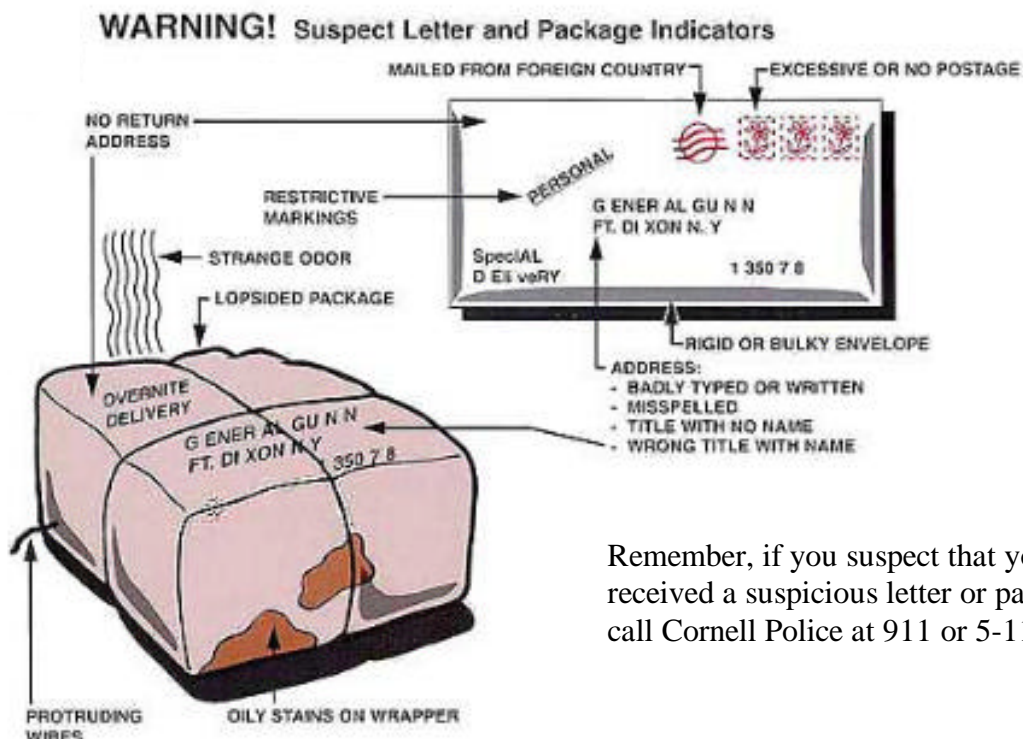 WARNING! Suspect Letter and Package Indicators
MAILED FROM FOREIGN COUNTRY
EXCESSIVE OR NO POSTAGE
NO RETURN
ADDRESS
RESTRICTIVE
MARKINGS
PERSONAL
G ENER AL GU N N
FT. DI XON N. Y
SpecIAL
D Eli veRY
1 350 7 8
STRANGE ODOR
LOPSIDED PACKAGE
RIGID OR BULKY ENVELOPE
ADDRESS:
- BADLY TYPED OR WRITTEN
- MISSPELLED
- TITLE WITH NO NAME
- WRONG TITLE WITH NAME
OVERNITE
DELIVERY
G ENER AL GU N N
FT. DI XON N Y
1 350 7 8
Remember, if you suspect that
received a suspicious letter or
call Cornell Police at 911 or
PROTRUDING
WIRES
OILY STAINS ON WRAPPER